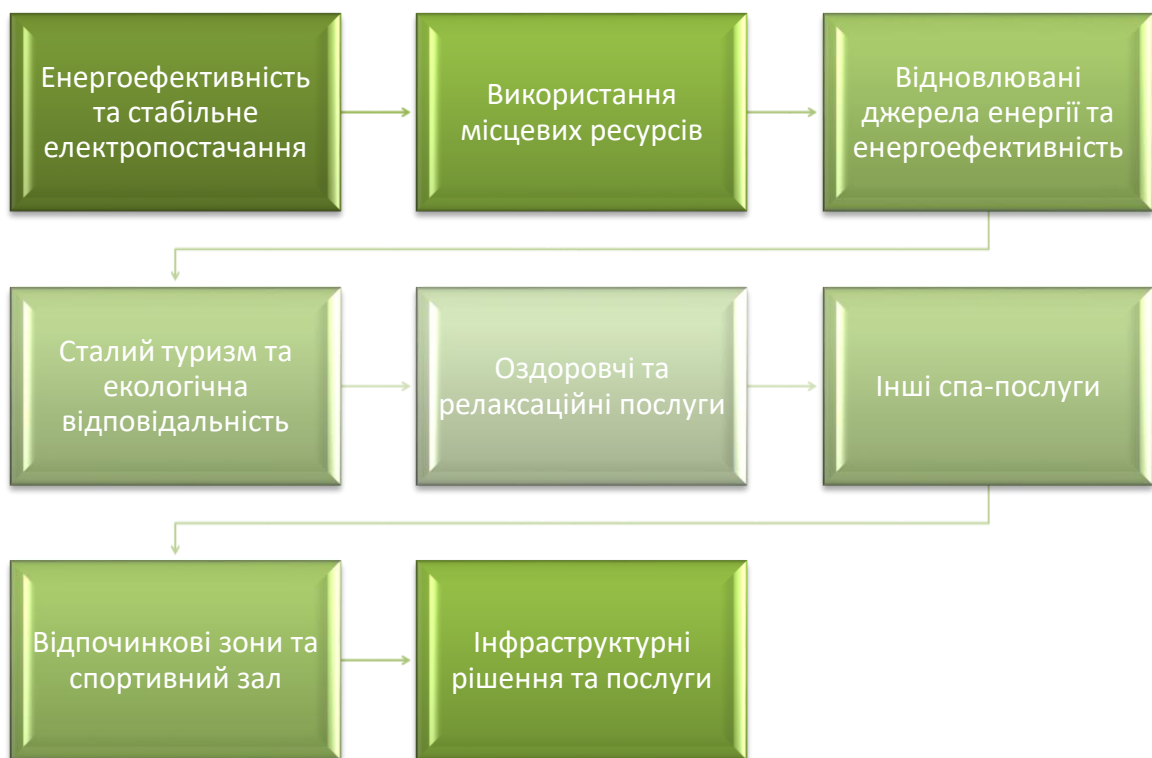 Енергоефективність
та стабільне
електропостачання
Використання
місцевих ресурсів
Відновлювані
джерела енергії та
енергоефективність
Сталий туризм та
екологічна
відповідальність
Оздоровчі та
релаксаційні послуги
Інші спа-послуги
Відпочинкові зони та
спортивний зал
Інфраструктурні
рішення та послуги